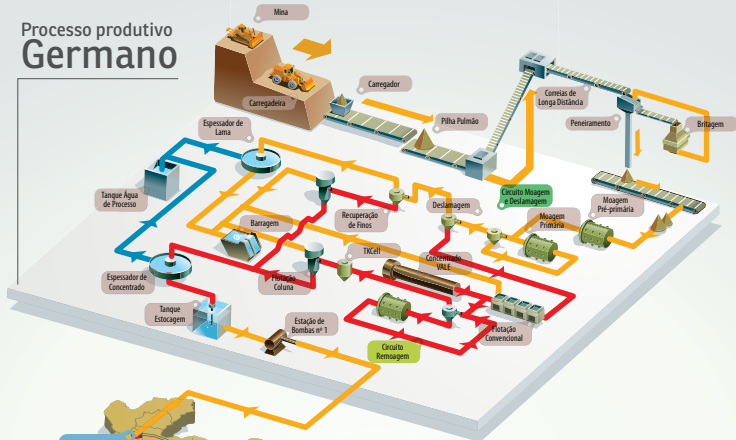 Processo produtivo
Germano
Mina
Carregadeira
Carregador
Pilha Pulmão
Correias de
Longa Distância
Peneiramento
Britagem
Espessador de
Lama
Tanque Água
de Processo
Barragem
Recuperação
de Finos
Deslamagem
Circuito Moagem
e Deslamagem
Moagem
Primária
Moagem
Pré-primária
Espessador de
Concentrado
Flotação
Coluna
TKCell
Concentrado
VALE
Tanque
Estocagem
Estação de
Bombas nº 1
Circuito
Remoagem
Flotação
Convencional